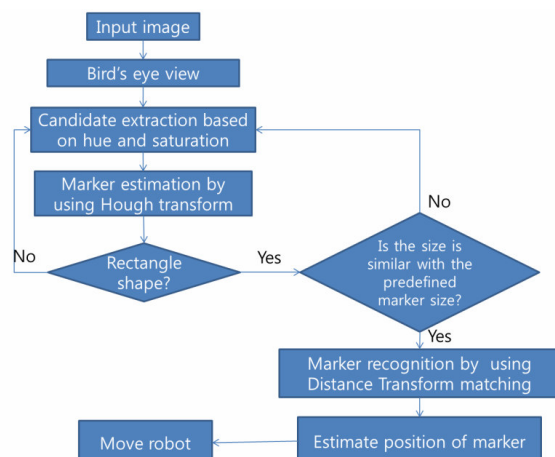 Input image
Bird's eye view
Candidate extraction based
on hue and saturation
Marker estimation by
using Hough transform
No
No
Rectangle
shape?
Yes
Is the size is
similar with the
predefined
marker size?
Yes
Marker recognition by using
Distance Transform matching
Move robot
Estimate position of marker